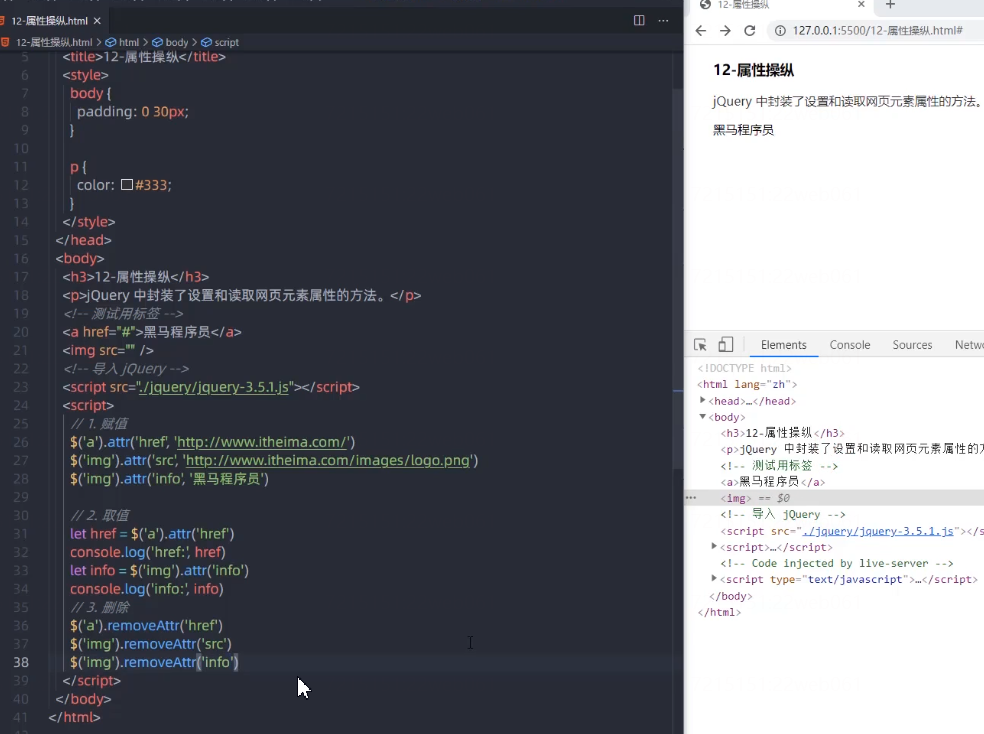 12-属性操纵.html ×
12-属性操纵.html > html > body > script
5 <title>12-属性操纵</title>
6 <style>
7 body {
8 padding: 0 30px;
9 }
10
11 p {
12 color: #333;
13 }
14 </style>
15 </head>
16 <body>
17 <h3>12-属性操纵</h3>
18 <p>jQuery 中封装了设置和读取网页元素属性的方法。</p>
19 <!-- 测试用标签 -->
20 <a href="#">黑马程序员</a>
21 <img src="" />
22 <!-- 导入 jQuery -->
23 <script src="./jquery/jquery-3.5.1.js"></script>
24 <script>
25 // 1. 赋值
26 $('a').attr('href', 'http://www.itheima.com/')
27 $('img').attr('src', 'http://www.itheima.com/images/logo.png')
28 $('img').attr('info', '黑马程序员')
29
30 // 2. 取值
31 let href = $('a').attr('href')
32 console.log('href:', href)
33 let info = $('img').attr('info')
34 console.log('info:', info)
35 // 3. 删除
36 $('a').removeAttr('href')
37 $('img').removeAttr('src')
38 $('img').removeAttr('info')
39 </script>
40 </body>
41 </html>
12-属性操纵 × +
127.0.0.1:5500/12-属性操纵.html#
12-属性操纵
jQuery 中封装了设置和读取网页元素属性的方法。
黑马程序员
Elements Console Sources Netwo
<!DOCTYPE html>
<html lang="zh">
<head>…</head>
<body>
<h3>12-属性操纵</h3>
<p>jQuery 中封装了设置和读取网页元素属性的方
<!-- 测试用标签 -->
<a>黑马程序员</a>
<img> == $0
<!-- 导入 jQuery -->
<script src="./jquery/jquery-3.5.1.js"></s
<script>…</script>
<!-- Code injected by live-server -->
<script type="text/javascript">…</script>
</body>
</html>